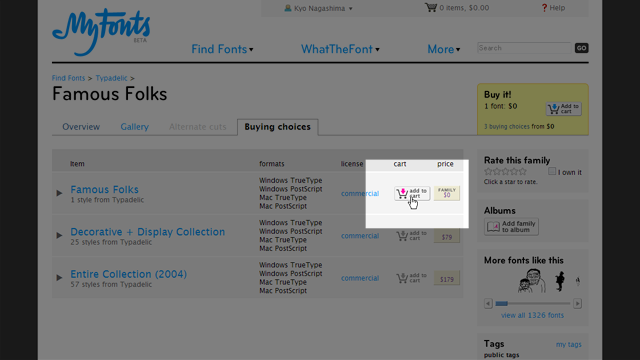 MyFonts
BETA
Kyo Nagashima ▾
0 items, $0.00
? Help
Find Fonts▾
WhatTheFont▾
More▾
Search
GO
Find Fonts > Typadelic >
Famous Folks
Overview
Gallery
Alternate cuts
Buying choices
Buy it!
1 font: $0
Add to cart
3 buying choices from $0
Item
formats
license
cart
price
Famous Folks
1 style from Typadelic
Windows TrueType
Windows PostScript
Mac TrueType
Mac PostScript
commercial
add to cart
FAMILY
$0
Decorative + Display Collection
25 styles from Typadelic
Windows TrueType
Windows PostScript
Mac TrueType
Mac PostScript
commercial
add to cart
$79
Entire Collection (2004)
57 styles from Typadelic
Windows TrueType
Windows PostScript
Mac TrueType
Mac PostScript
commercial
add to cart
$179
Rate this family
I own it
Click a star to rate.
Albums
Add family to album
More fonts like this
view all 1326 fonts
Tags
my tags
public tags